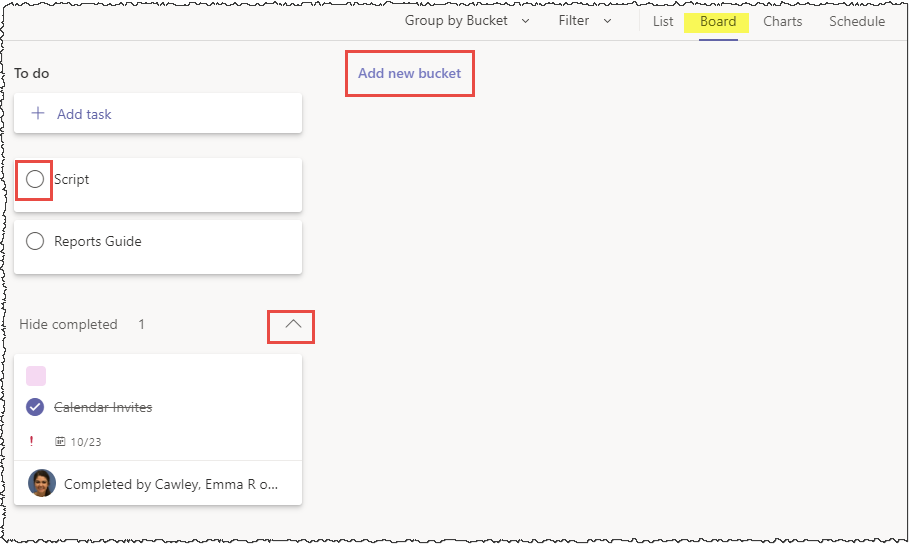 Group by Bucket Filter List Board Charts Schedule
To do
Add new bucket
Add task
Script
Reports Guide
Hide completed 1
Calendar Invites
! 10/23
Completed by Cawley, Emma R o...